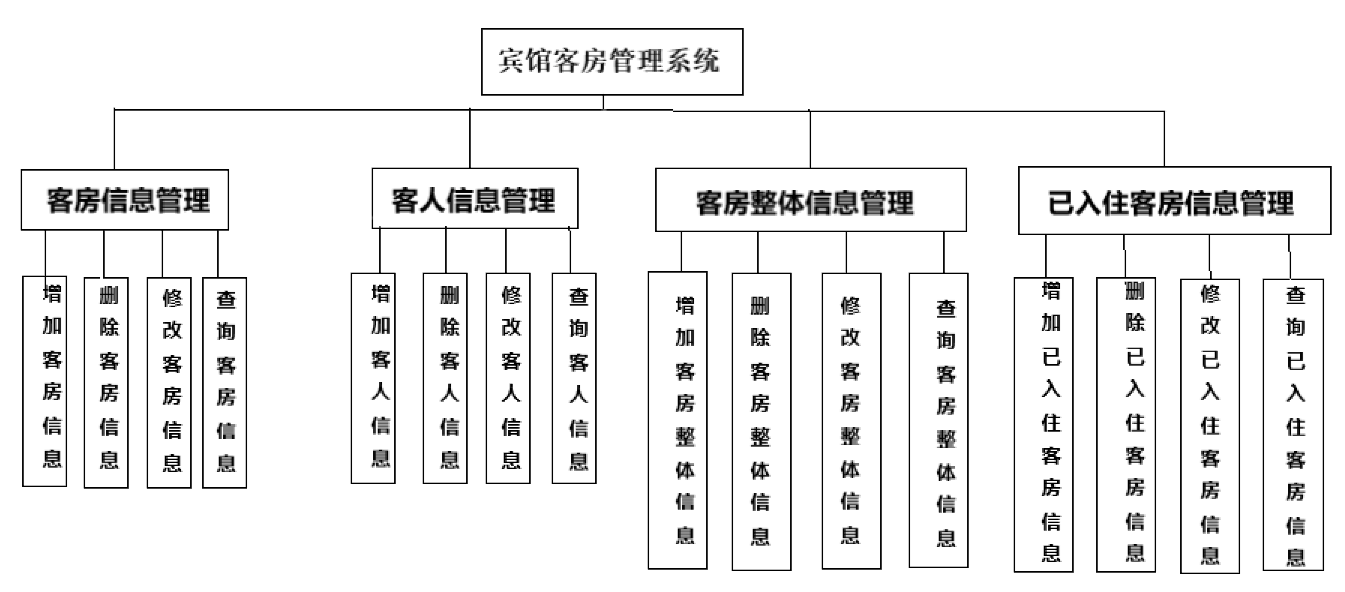 宾馆客房管理系统
客房信息管理
客人信息管理
客房整体信息管理
已入住客房信息管理
增加客房信息
删除客房信息
修改客房信息
查询客房信息
增加客人信息
删除客人信息
修改客人信息
查询客人信息
增加客房整体信息
删除客房整体信息
修改客房整体信息
查询客房整体信息
增加已入住客房信息
删除已入住客房信息
修改已入住客房信息
查询已入住客房信息